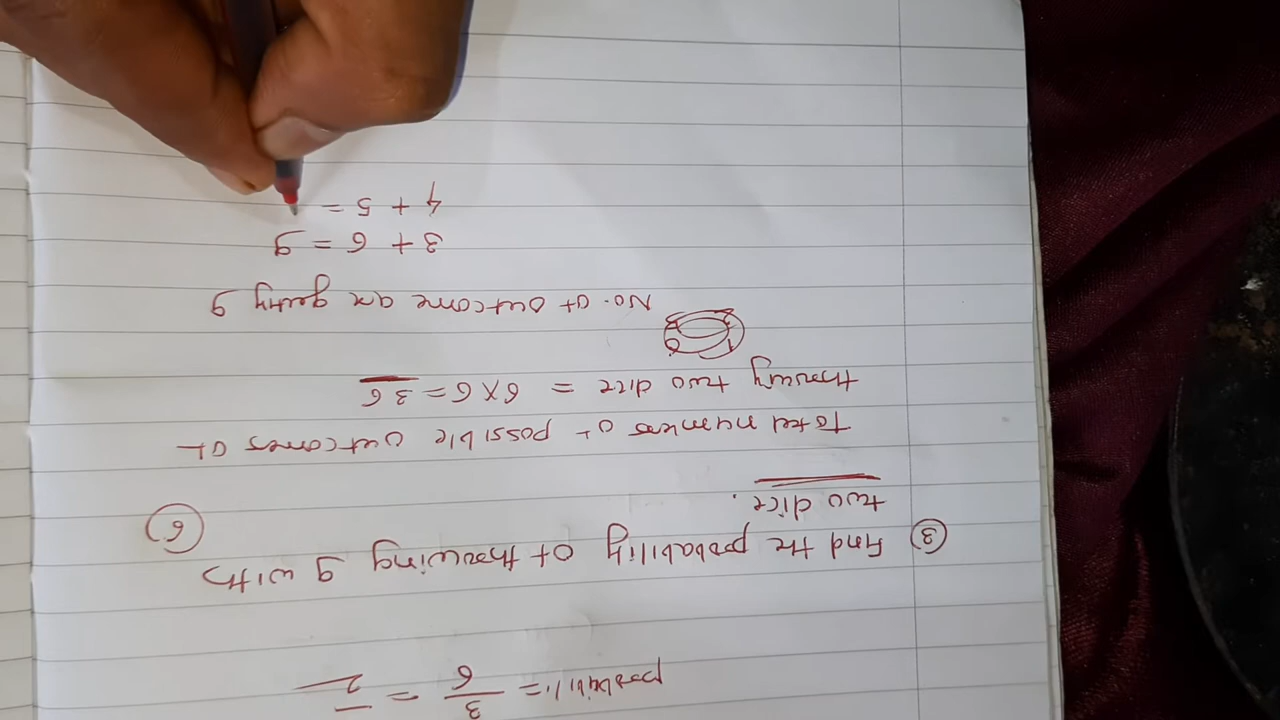 probabili = 3/6 = 1/2
③ Find the probability of throwing 9 with
two dice. ⑥
Total numbers of possible outcomes of
throwing two dice = 6 X 6 = 36
No. of outcome are getting 9
3 + 6 = 9
4 + 5 =